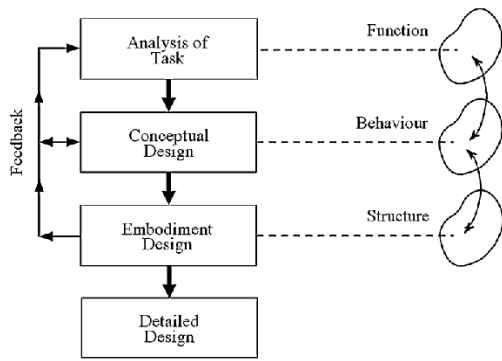 Analysis of
Task
Function
Conceptual
Design
Behaviour
Embodiment
Design
Structure
Detailed
Design
Feedback